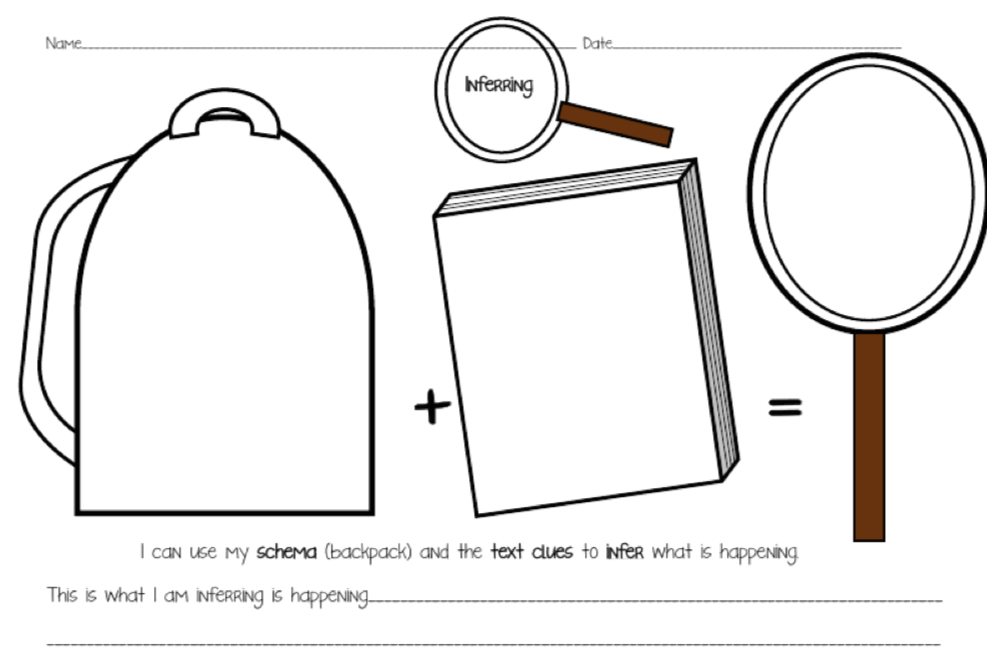 Name Date
Inferring
+ =
I can use my schema (backpack) and the text clues to infer what is happening.
This is what I am inferring is happening